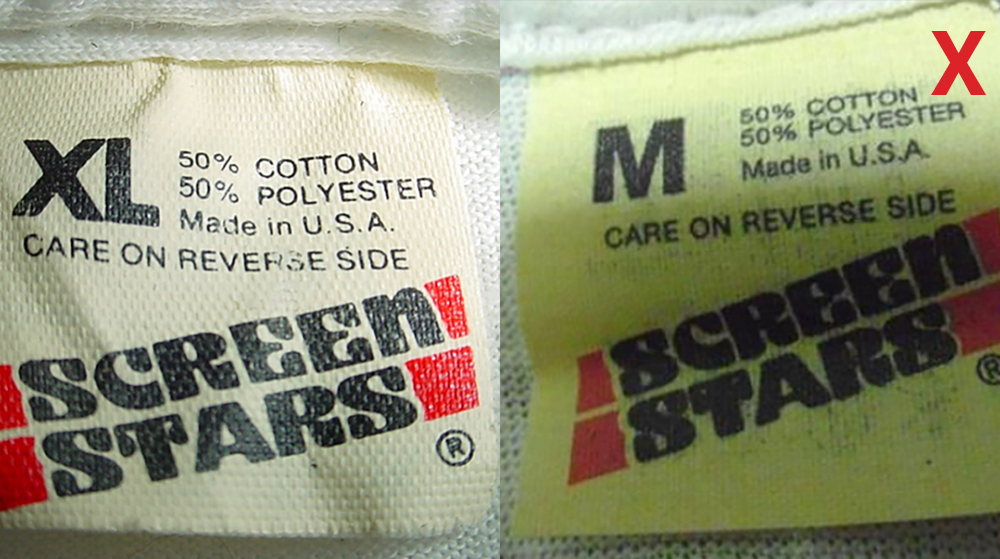 XL
50% COTTON
50% POLYESTER
Made in U.S.A.
CARE ON REVERSE SIDE
SCREEN
STARS
®
X
M
50% COTTON
50% POLYESTER
Made in U.S.A.
CARE ON REVERSE SIDE
SCREEN
STARS
®